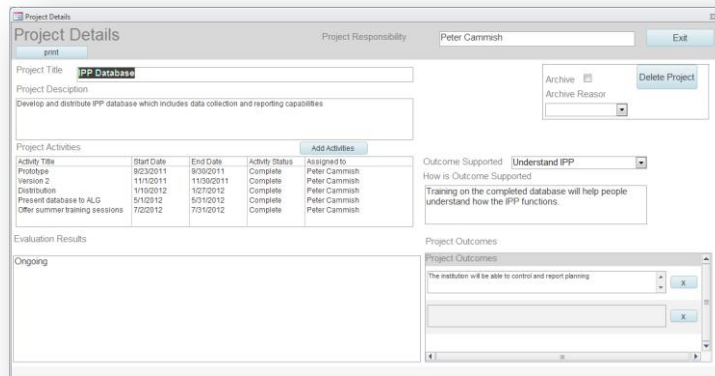 Project Details
Project Details
Project Responsibility
Peter Cammish
Exit
print
Project Title
IPP Database
Archive
Delete Project
Archive Reason
Project Desciption
Develop and distribute IPP database which includes data collection and reporting capabilities
Project Activities
Add Activities
Activity Title Start Date End Date Activity Status Assigned to
Prototype 9/23/2011 9/30/2011 Complete Peter Cammish
Version 2 11/1/2011 11/30/2011 Complete Peter Cammish
Distribution 1/10/2012 1/27/2012 Complete Peter Cammish
Present database to ALG 5/1/2012 5/31/2012 Complete Peter Cammish
Offer summer training sessions 7/2/2012 7/31/2012 Complete Peter Cammish
Outcome Supported
Understand IPP
How is Outcome Supported
Training on the completed database will help people
understand how the IPP functions.
Evaluation Results
Ongoing
Project Outcomes
Project Outcomes
The institution will be able to control and report planning
x
x